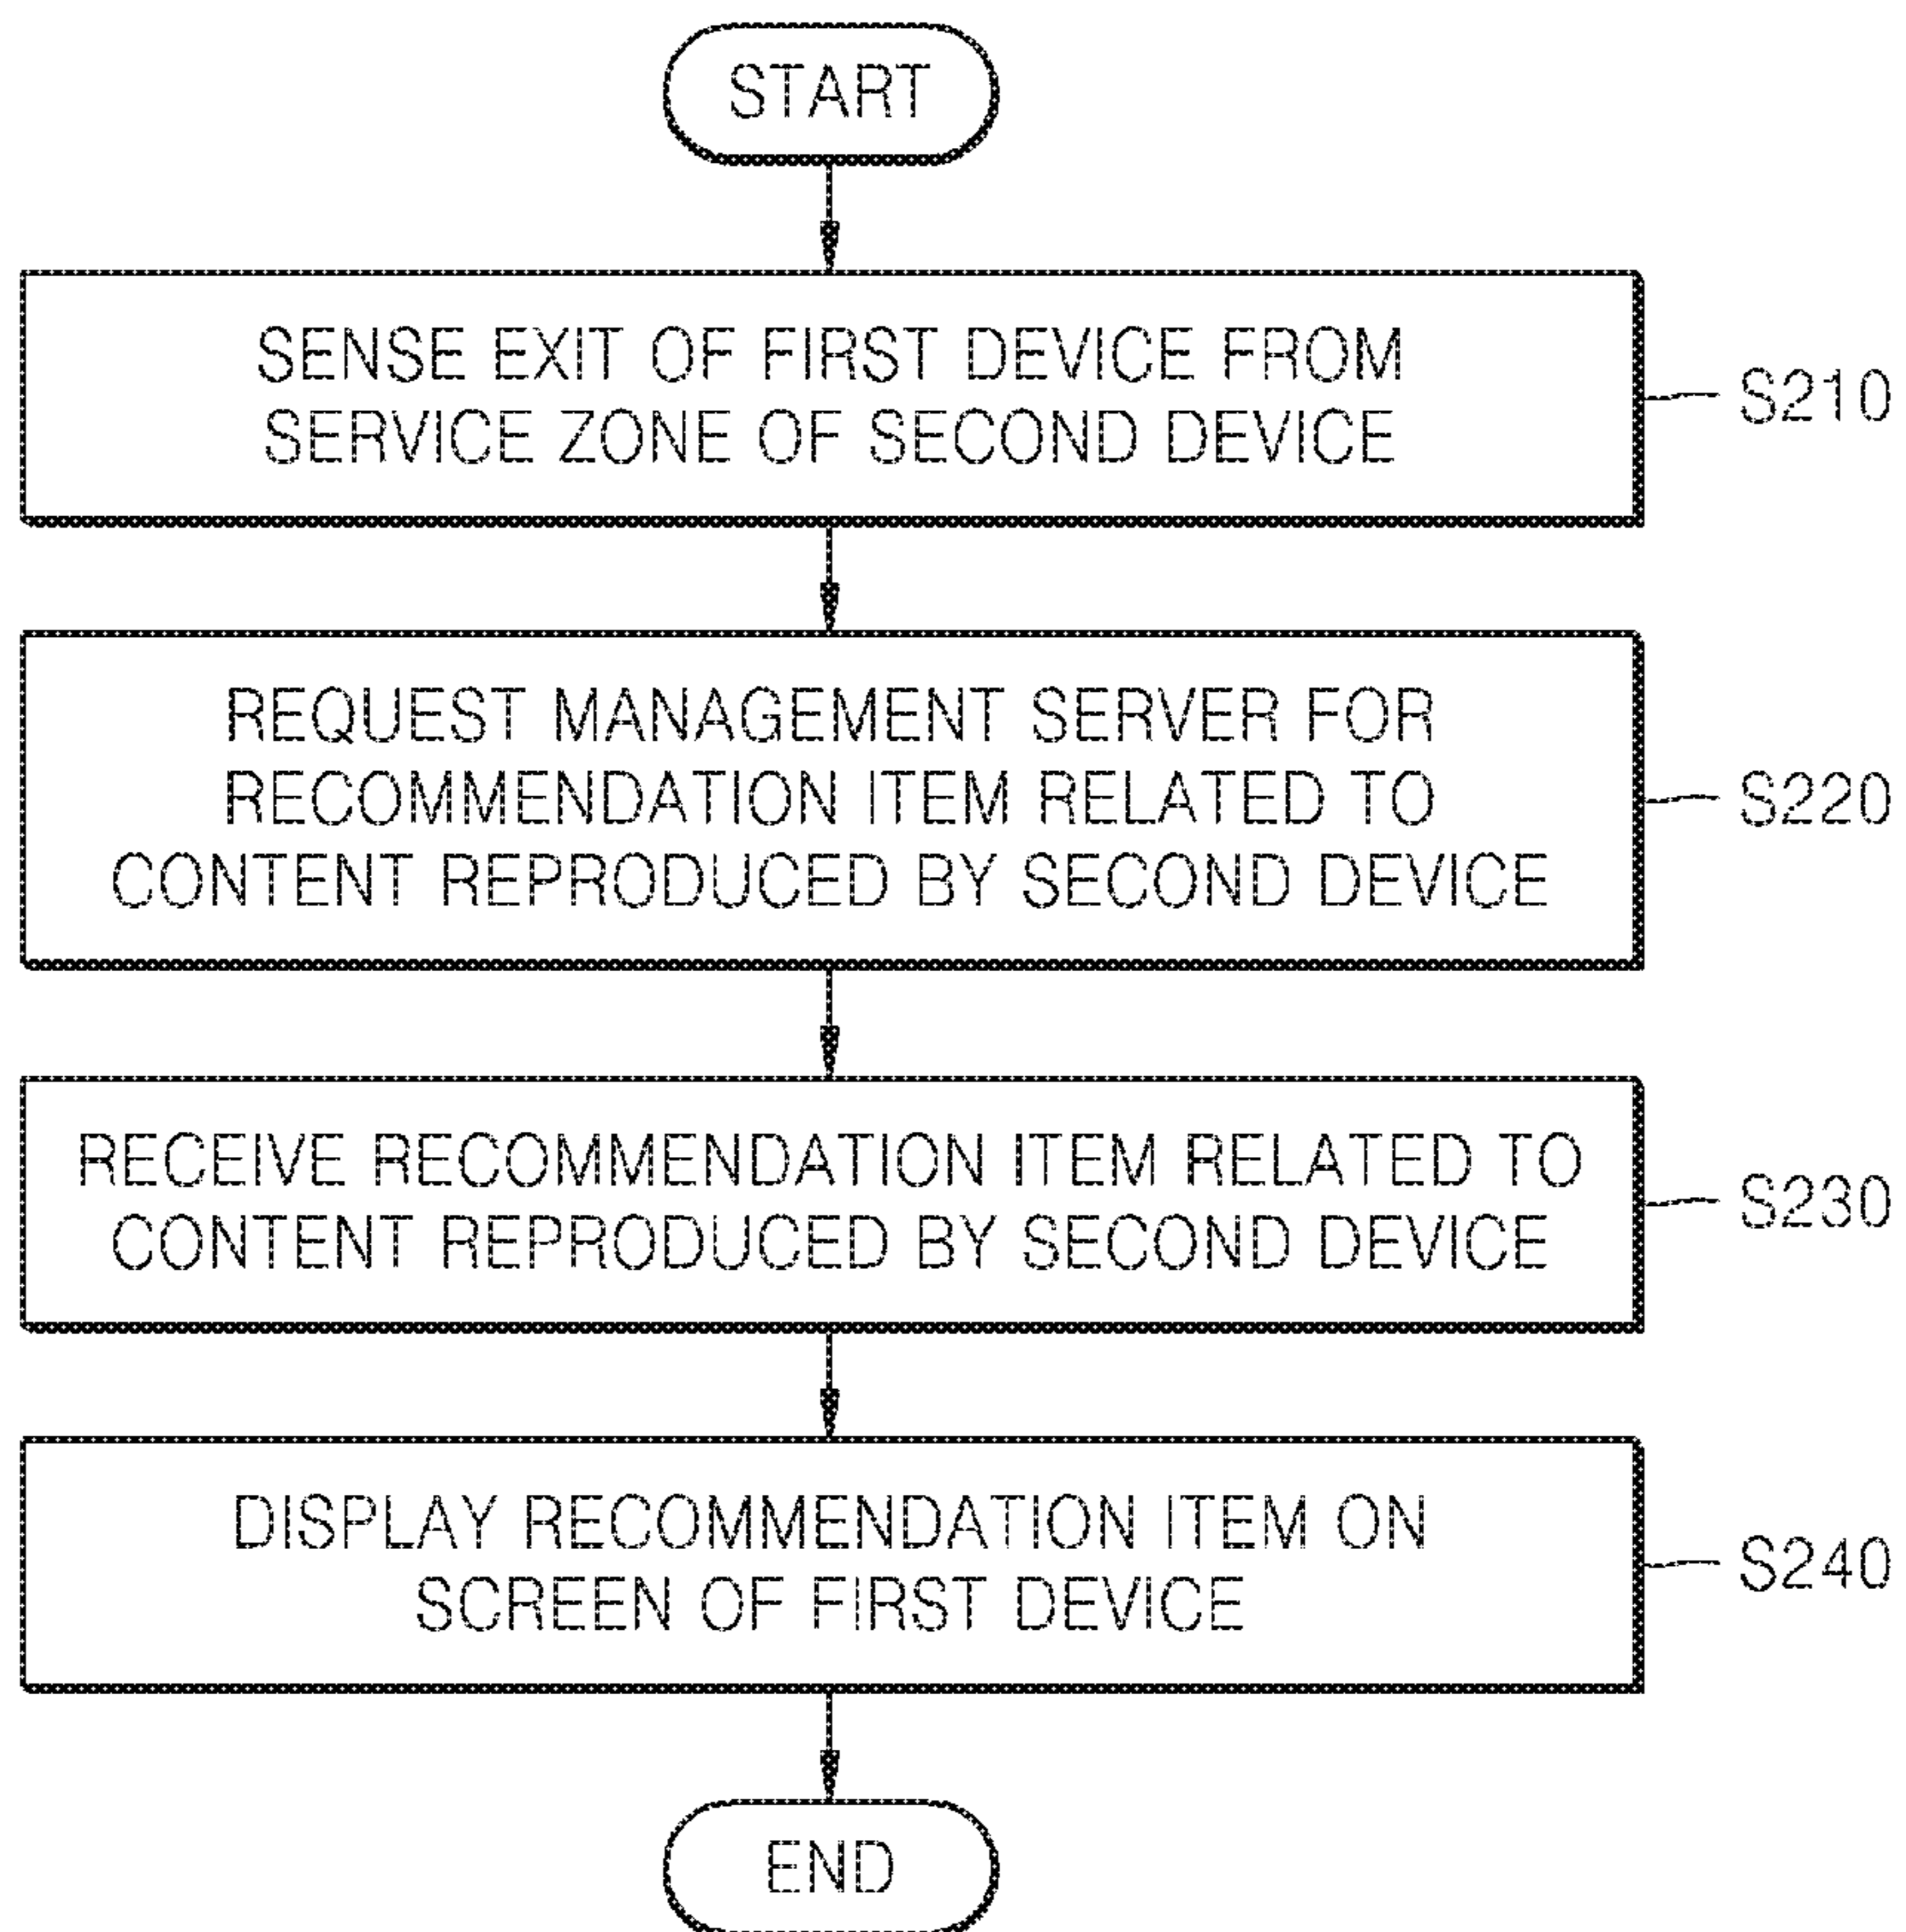 START
SENSE EXIT OF FIRST DEVICE FROM
SERVICE ZONE OF SECOND DEVICE
S210
REQUEST MANAGEMENT SERVER FOR
RECOMMENDATION ITEM RELATED TO
CONTENT REPRODUCED BY SECOND DEVICE
S220
RECEIVE RECOMMENDATION ITEM RELATED TO
CONTENT REPRODUCED BY SECOND DEVICE
S230
DISPLAY RECOMMENDATION ITEM ON
SCREEN OF FIRST DEVICE
S240
END